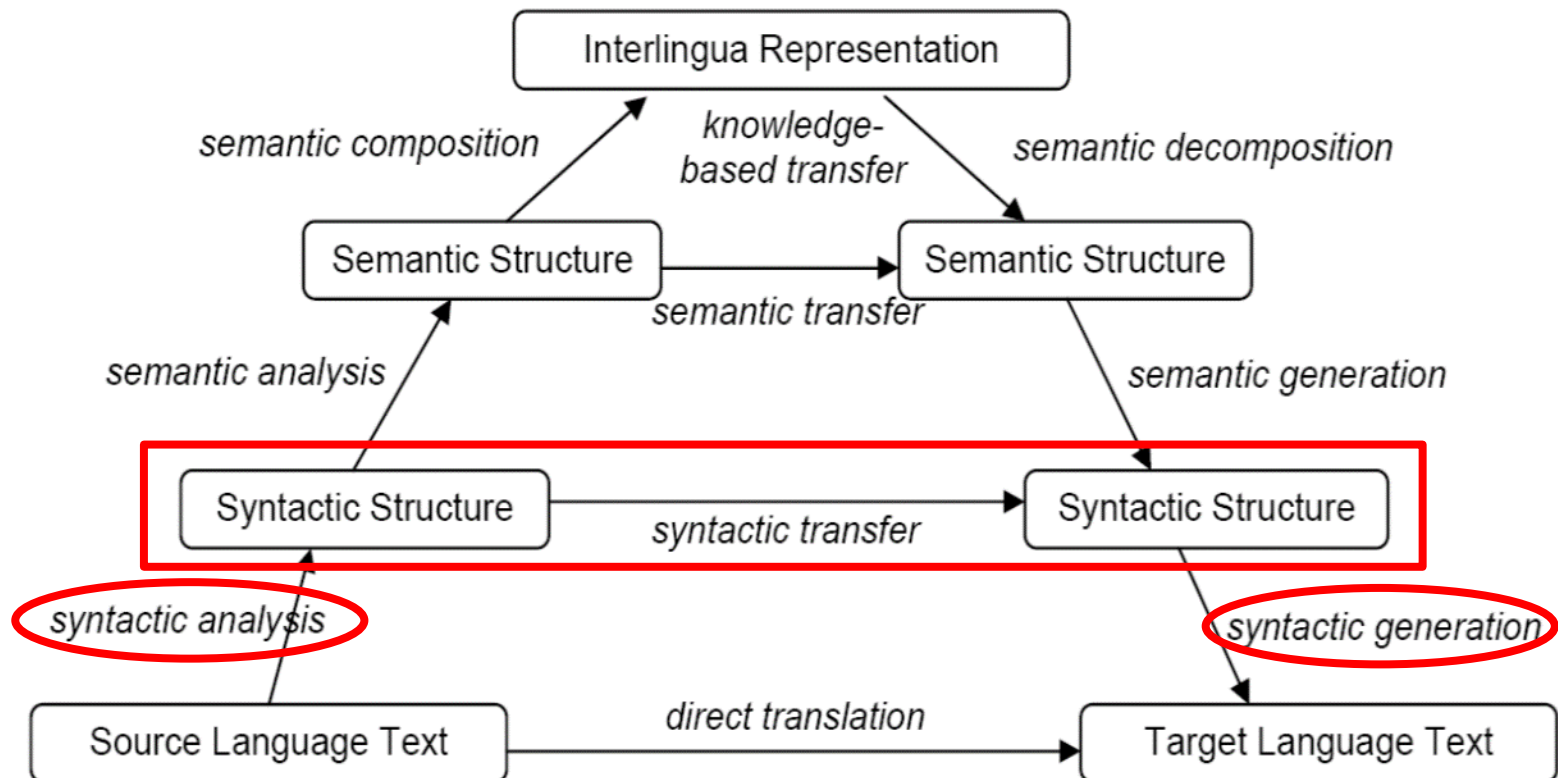 Interlingua Representation
semantic composition
knowledge-
based transfer
semantic decomposition
Semantic Structure
Semantic Structure
semantic transfer
semantic analysis
semantic generation
Syntactic Structure
Syntactic Structure
syntactic transfer
syntactic analysis
syntactic generation
direct translation
Source Language Text
Target Language Text